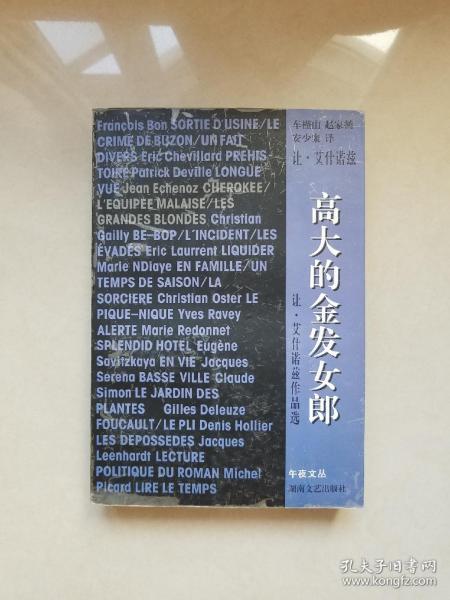 François Bon SORTIE D'USINE/LE
CRIME DE BUZON/UN FAIT
DIVERS Eric Chevillard PREHIS
TOIRE Patrick Deville LONGUE
VUE Jean Echenoz CHEROKEE/
L'EQUIPEE MALAISE/LES
GRANDES BLONDES Christian
Gailly BE-BOP/L'INCIDENT/LES
ÉVADÉS Eric Laurrent LIQUIDER
Marie NDiaye EN FAMILLE/UN
TEMPS DE SAISON/LA
SORCIERE Christian Oster LE
PIQUE-NIQUE Yves Ravey
ALERTE Marie Redonnet
SPLENDID HOTEL Eugène
Savitzkaya EN VIE Jacques
Serena BASSE VILLE Claude
Simon LE JARDIN DES
PLANTES Gilles Deleuze
FOUCAULT/LE PLI Denis Hollier
LES DEPOSSEDES Jacques
Leenhardt LECTURE
POLITIQUE DU ROMAN Michel
Picard LIRE LE TEMPS
车槿山 赵家鹤
安少康 译
让·艾什诺兹
高大的金发女郎
让·艾什诺兹作品选
午夜文丛
湖南文艺出版社
孔夫子旧书网
www.kongfz.com